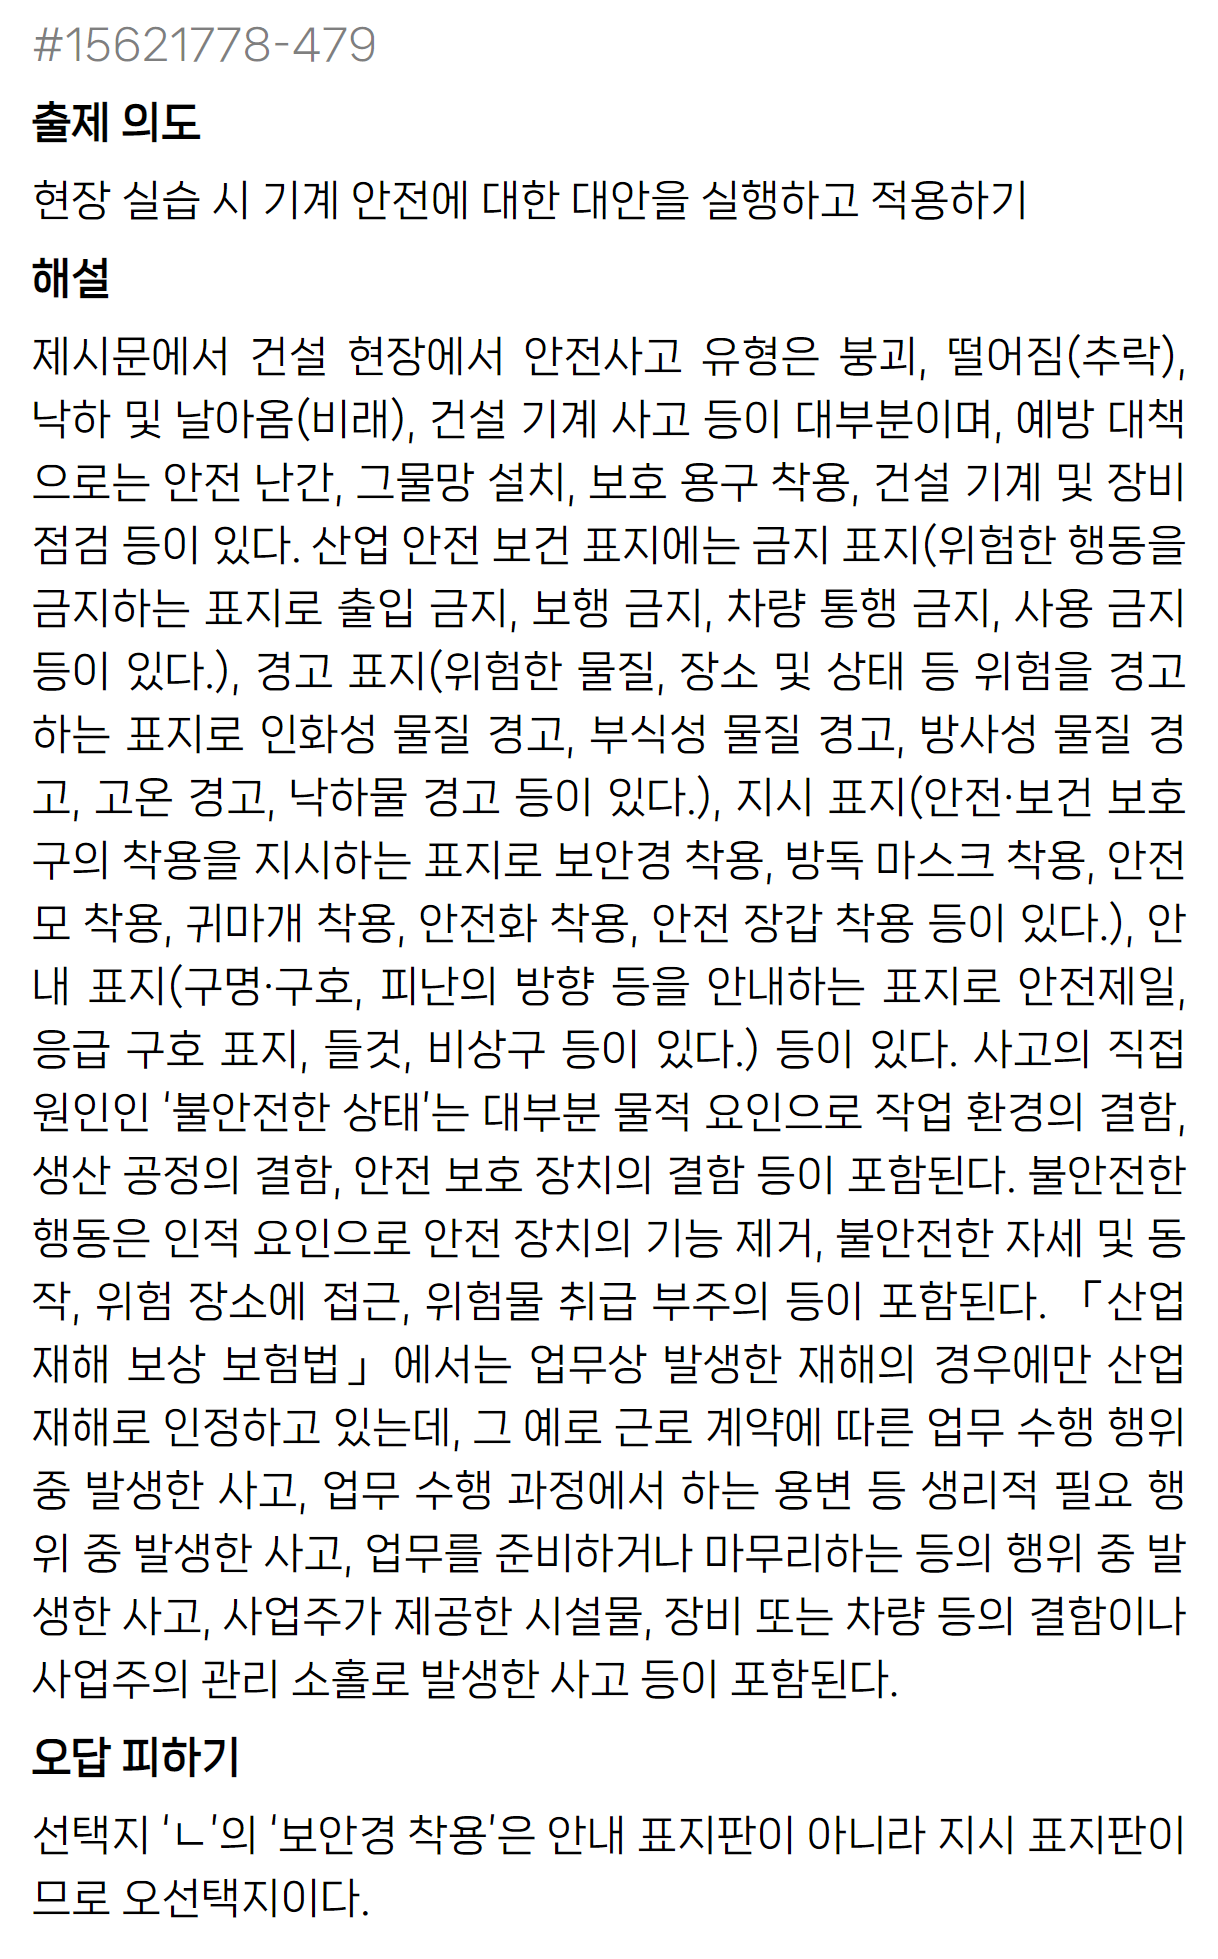 #15621778-479
출제 의도
현장 실습 시 기계 안전에 대한 대안을 실행하고 적용하기
해설
제시문에서 건설 현장에서 안전사고 유형은 붕괴, 떨어짐(추락),
낙하 및 날아옴(비래), 건설 기계 사고 등이 대부분이며, 예방 대책
으로는 안전 난간, 그물망 설치, 보호 용구 착용, 건설 기계 및 장비
점검 등이 있다. 산업 안전 보건 표지에는 금지 표지(위험한 행동을
금지하는 표지로 출입 금지, 보행 금지, 차량 통행 금지, 사용 금지
등이 있다.), 경고 표지(위험한 물질, 장소 및 상태 등 위험을 경고
하는 표지로 인화성 물질 경고, 부식성 물질 경고, 방사성 물질 경
고, 고온 경고, 낙하물 경고 등이 있다.), 지시 표지(안전·보건 보호
구의 착용을 지시하는 표지로 보안경 착용, 방독 마스크 착용, 안전
모 착용, 귀마개 착용, 안전화 착용, 안전 장갑 착용 등이 있다.), 안
내 표지(구명·구호, 피난의 방향 등을 안내하는 표지로 안전제일,
응급 구호 표지, 들것, 비상구 등이 있다.) 등이 있다. 사고의 직접
원인인 '불안전한 상태'는 대부분 물적 요인으로 작업 환경의 결함,
생산 공정의 결함, 안전 보호 장치의 결함 등이 포함된다. 불안전한
행동은 인적 요인으로 안전 장치의 기능 제거, 불안전한 자세 및 동
작, 위험 장소에 접근, 위험물 취급 부주의 등이 포함된다. 「산업
재해 보상 보험법」에서는 업무상 발생한 재해의 경우에만 산업
재해로 인정하고 있는데, 그 예로 근로 계약에 따른 업무 수행 행위
중 발생한 사고, 업무 수행 과정에서 하는 용변 등 생리적 필요 행
위 중 발생한 사고, 업무를 준비하거나 마무리하는 등의 행위 중 발
생한 사고, 사업주가 제공한 시설물, 장비 또는 차량 등의 결함이나
사업주의 관리 소홀로 발생한 사고 등이 포함된다.
오답 피하기
선택지 'ㄴ'의 '보안경 착용'은 안내 표지판이 아니라 지시 표지판이
므로 오선택지이다.